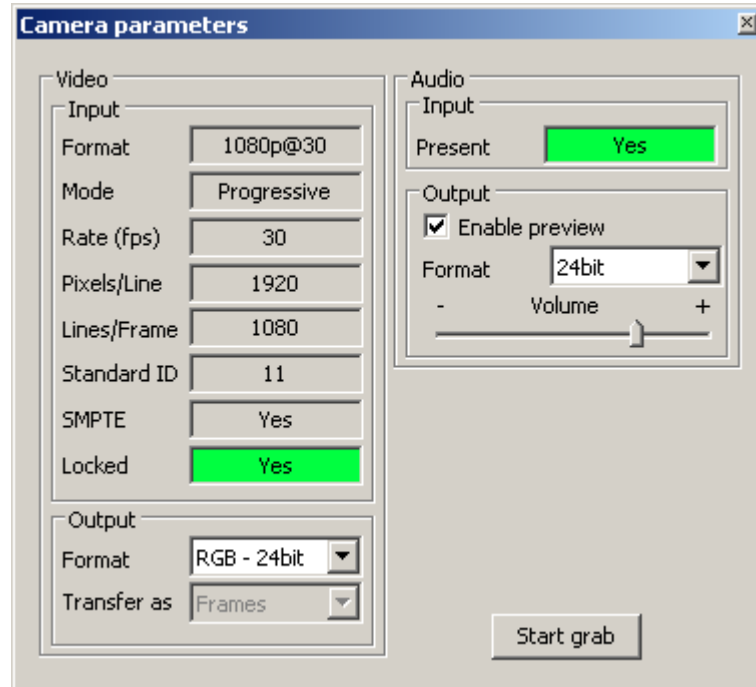 Camera parameters
Video
Input
Format 1080p@30
Mode Progressive
Rate (fps) 30
Pixels/Line 1920
Lines/Frame 1080
Standard ID 11
SMPTE Yes
Locked Yes
Output
Format RGB - 24bit
Transfer as Frames
Audio
Input
Present Yes
Output
Enable preview
Format 24bit
- Volume +
Start grab